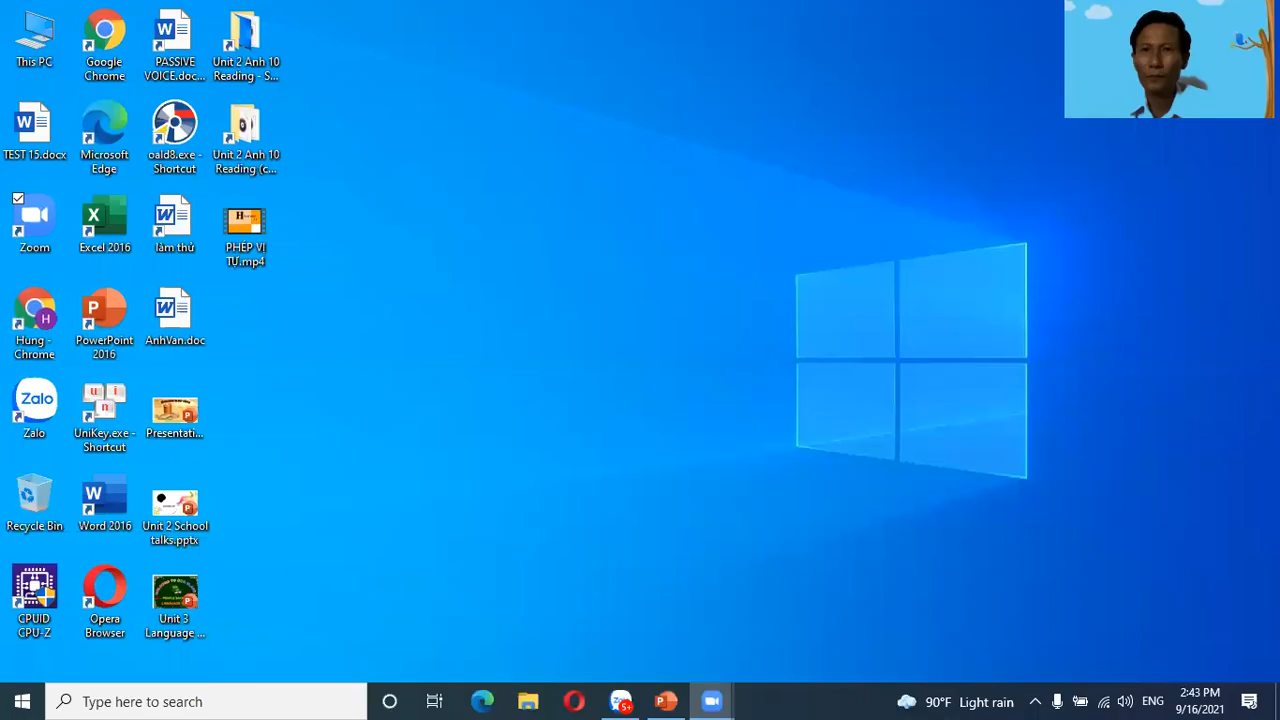 This PC
Google
Chrome
PASSIVE
VOICE.doc...
Unit 2 Anh 10
Reading - S...
TEST 15.docx
Microsoft
Edge
oald8.exe -
Shortcut
Unit 2 Anh 10
Reading (c...
Zoom
Excel 2016
làm thử
PHÉP VỊ
TỰ.mp4
Hung -
Chrome
PowerPoint
2016
AnhVan.doc
Zalo
Zalo
UniKey.exe -
Shortcut
Presentati...
Recycle Bin
Word 2016
Unit 2 School
talks.pptx
CPUID
CPU-Z
Opera
Browser
Unit 3
Language ...
Type here to search
5+
90°F Light rain
ENG
2:43 PM
9/16/2021